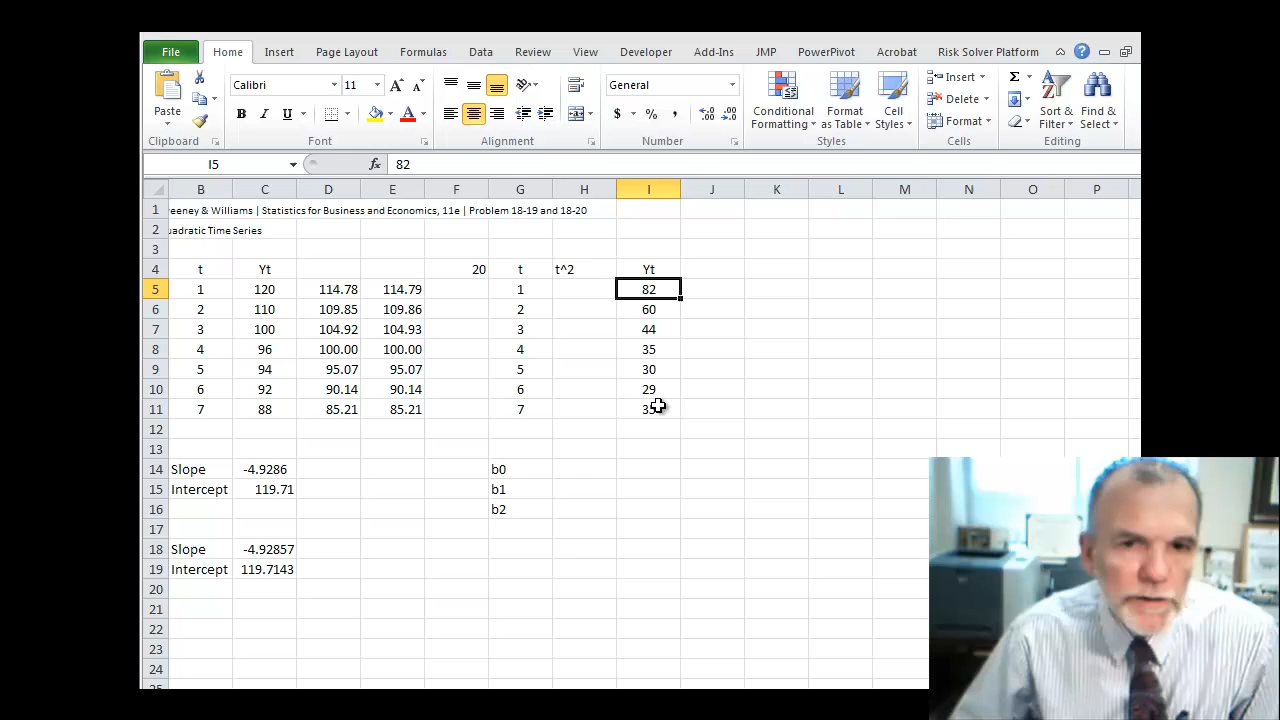 File Home Insert Page Layout Formulas Data Review View Developer Add-Ins JMP PowerPivot Acrobat Risk Solver Platform
Calibri 11 General Insert Σ
Paste B I U A $ % , Conditional Formatting Format as Table Cell Styles Delete Format Sort & Filter Find & Select
Clipboard Font Alignment Number Styles Cells Editing
I5 fx 82
B C D E F G H I J K L M N O P
1 eeney & Williams | Statistics for Business and Economics, 11e | Problem 18-19 and 18-20
2 uadratic Time Series
3
4 t Yt 20 t t^2 Yt
5 1 120 114.78 114.79 1 82
6 2 110 109.85 109.86 2 60
7 3 100 104.92 104.93 3 44
8 4 96 100.00 100.00 4 35
9 5 94 95.07 95.07 5 30
10 6 92 90.14 90.14 6 29
11 7 88 85.21 85.21 7
12
13
14 Slope -4.9286 b0
15 Intercept 119.71 b1
16 b2
17
18 Slope -4.92857
19 Intercept 119.7143
20
21
22
23
24